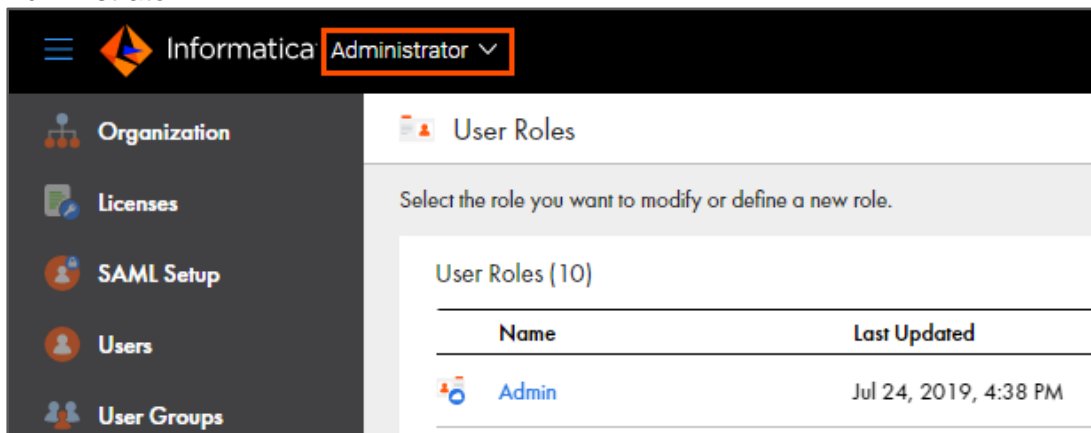 Informatica Administrator
Organization
Licenses
SAML Setup
Users
User Groups
User Roles
Select the role you want to modify or define a new role.
User Roles (10)
Name Last Updated
Admin Jul 24, 2019, 4:38 PM